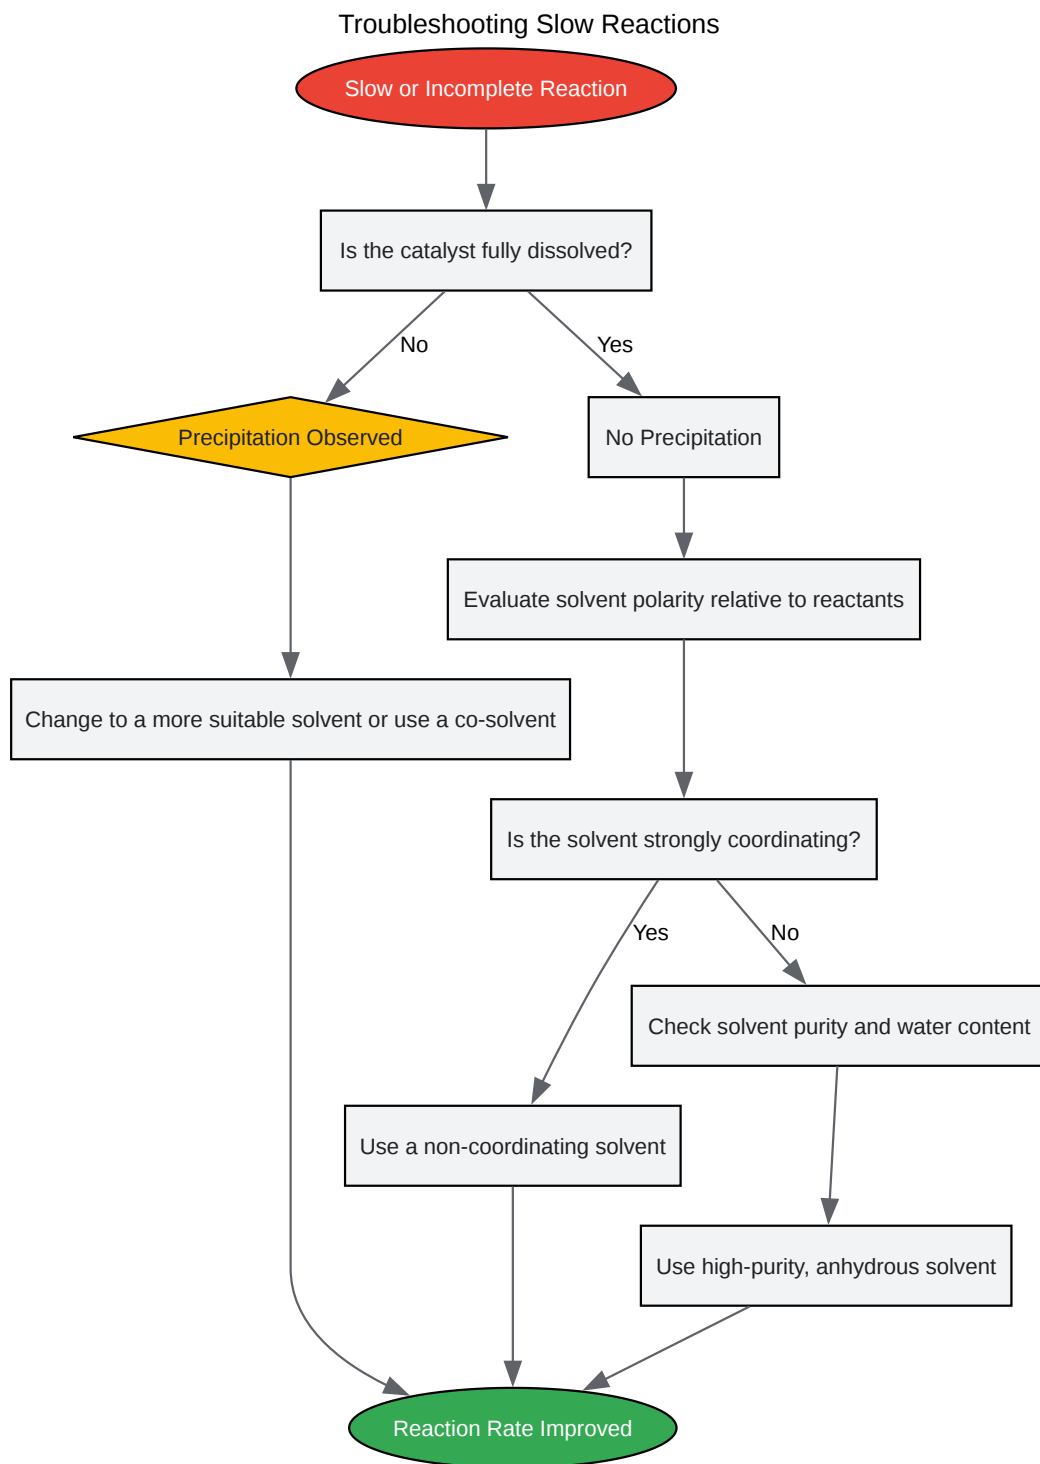 Troubleshooting Slow Reactions
Slow or Incomplete Reaction
Is the catalyst fully dissolved?
No
Yes
Precipitation Observed
No Precipitation
Evaluate solvent polarity relative to reactants
Change to a more suitable solvent or use a co-solvent
Is the solvent strongly coordinating?
Yes
No
Check solvent purity and water content
Use a non-coordinating solvent
Use high-purity, anhydrous solvent
Reaction Rate Improved